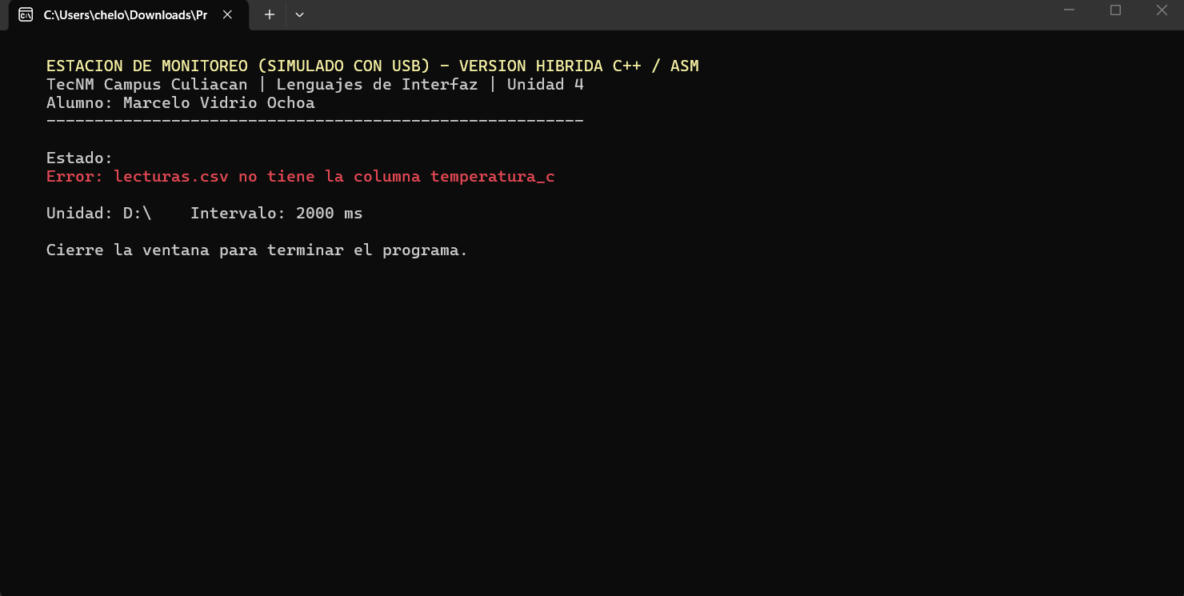 C:\Users\chelo\Downloads\Pr
ESTACION DE MONITOREO (SIMULADO CON USB) - VERSION HIBRIDA C++ / ASM
TecNM Campus Culiacan | Lenguajes de Interfaz | Unidad 4
Alumno: Marcelo Vidrio Ochoa
--------------------------------------------------------
Estado:
Error: lecturas.csv no tiene la columna temperatura_c
Unidad: D:\    Intervalo: 2000 ms
Cierre la ventana para terminar el programa.